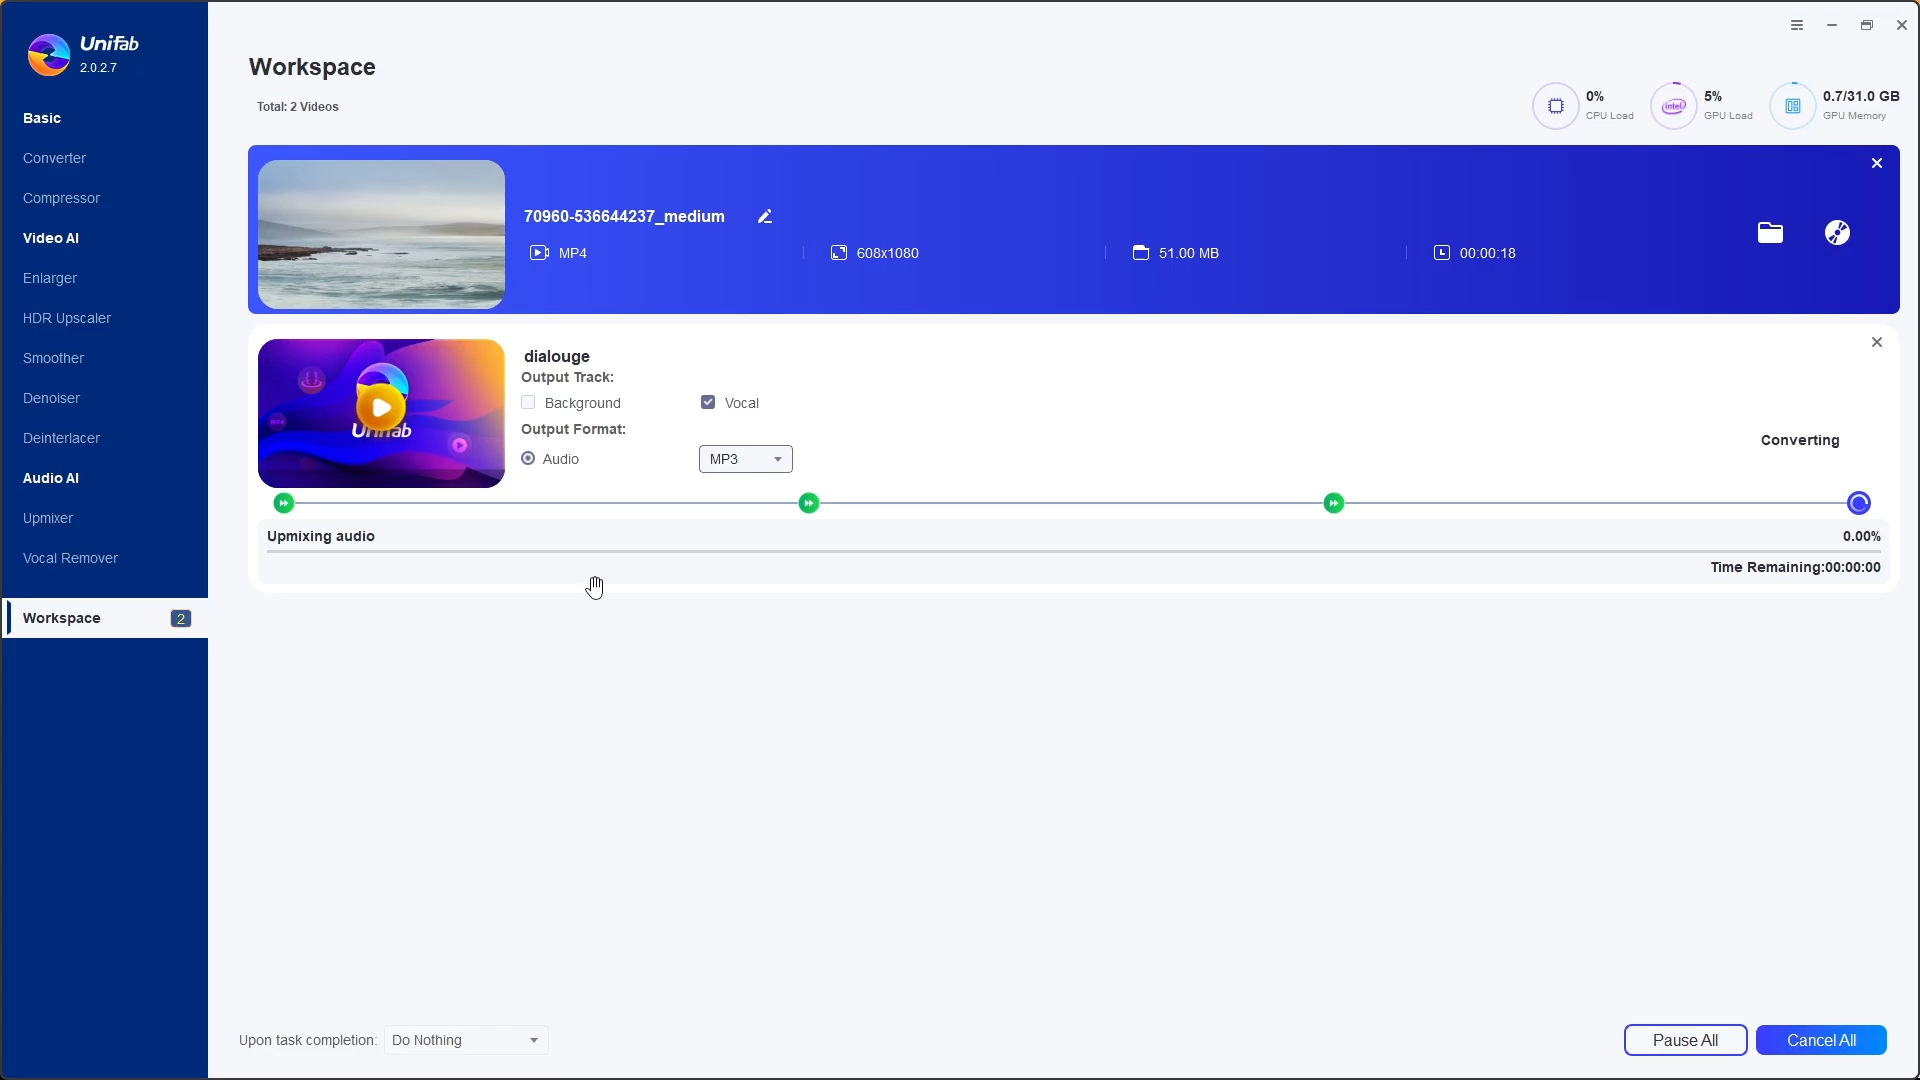 Unifab
2.0.2.7
Basic
Converter
Compressor
Video AI
Enlarger
HDR Upscaler
Smoother
Denoiser
Deinterlacer
Audio AI
Upmixer
Vocal Remover
Workspace 2
Workspace
Total: 2 Videos
0%
CPU Load
intel
5%
GPU Load
0.7/31.0 GB
GPU Memory
70960-536644237_medium
MP4 608x1080 51.00 MB 00:00:18
Unifab
dialouge
Output Track:
Background Vocal
Output Format:
Audio MP3
Converting
Upmixing audio 0.00%
Time Remaining:00:00:00
Upon task completion: Do Nothing
Pause All Cancel All